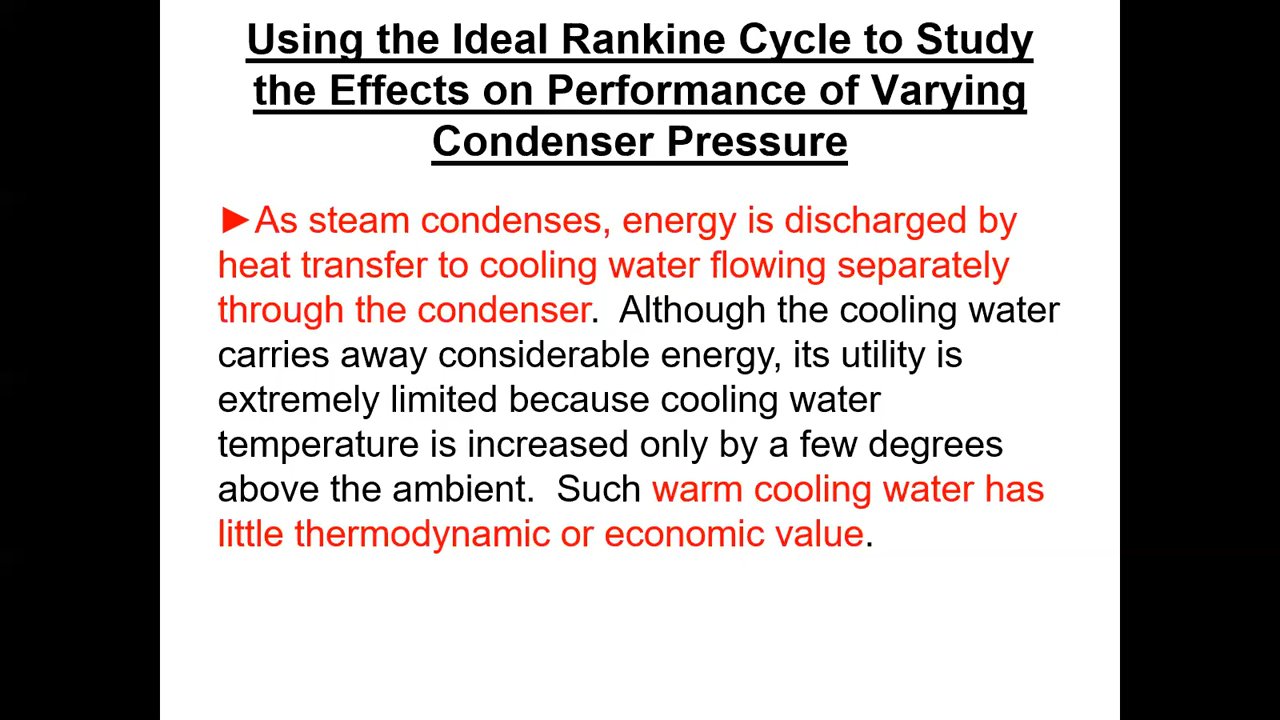 Using the Ideal Rankine Cycle to Study
the Effects on Performance of Varying
Condenser Pressure
►As steam condenses, energy is discharged by
heat transfer to cooling water flowing separately
through the condenser.  Although the cooling water
carries away considerable energy, its utility is
extremely limited because cooling water
temperature is increased only by a few degrees
above the ambient.  Such warm cooling water has
little thermodynamic or economic value.